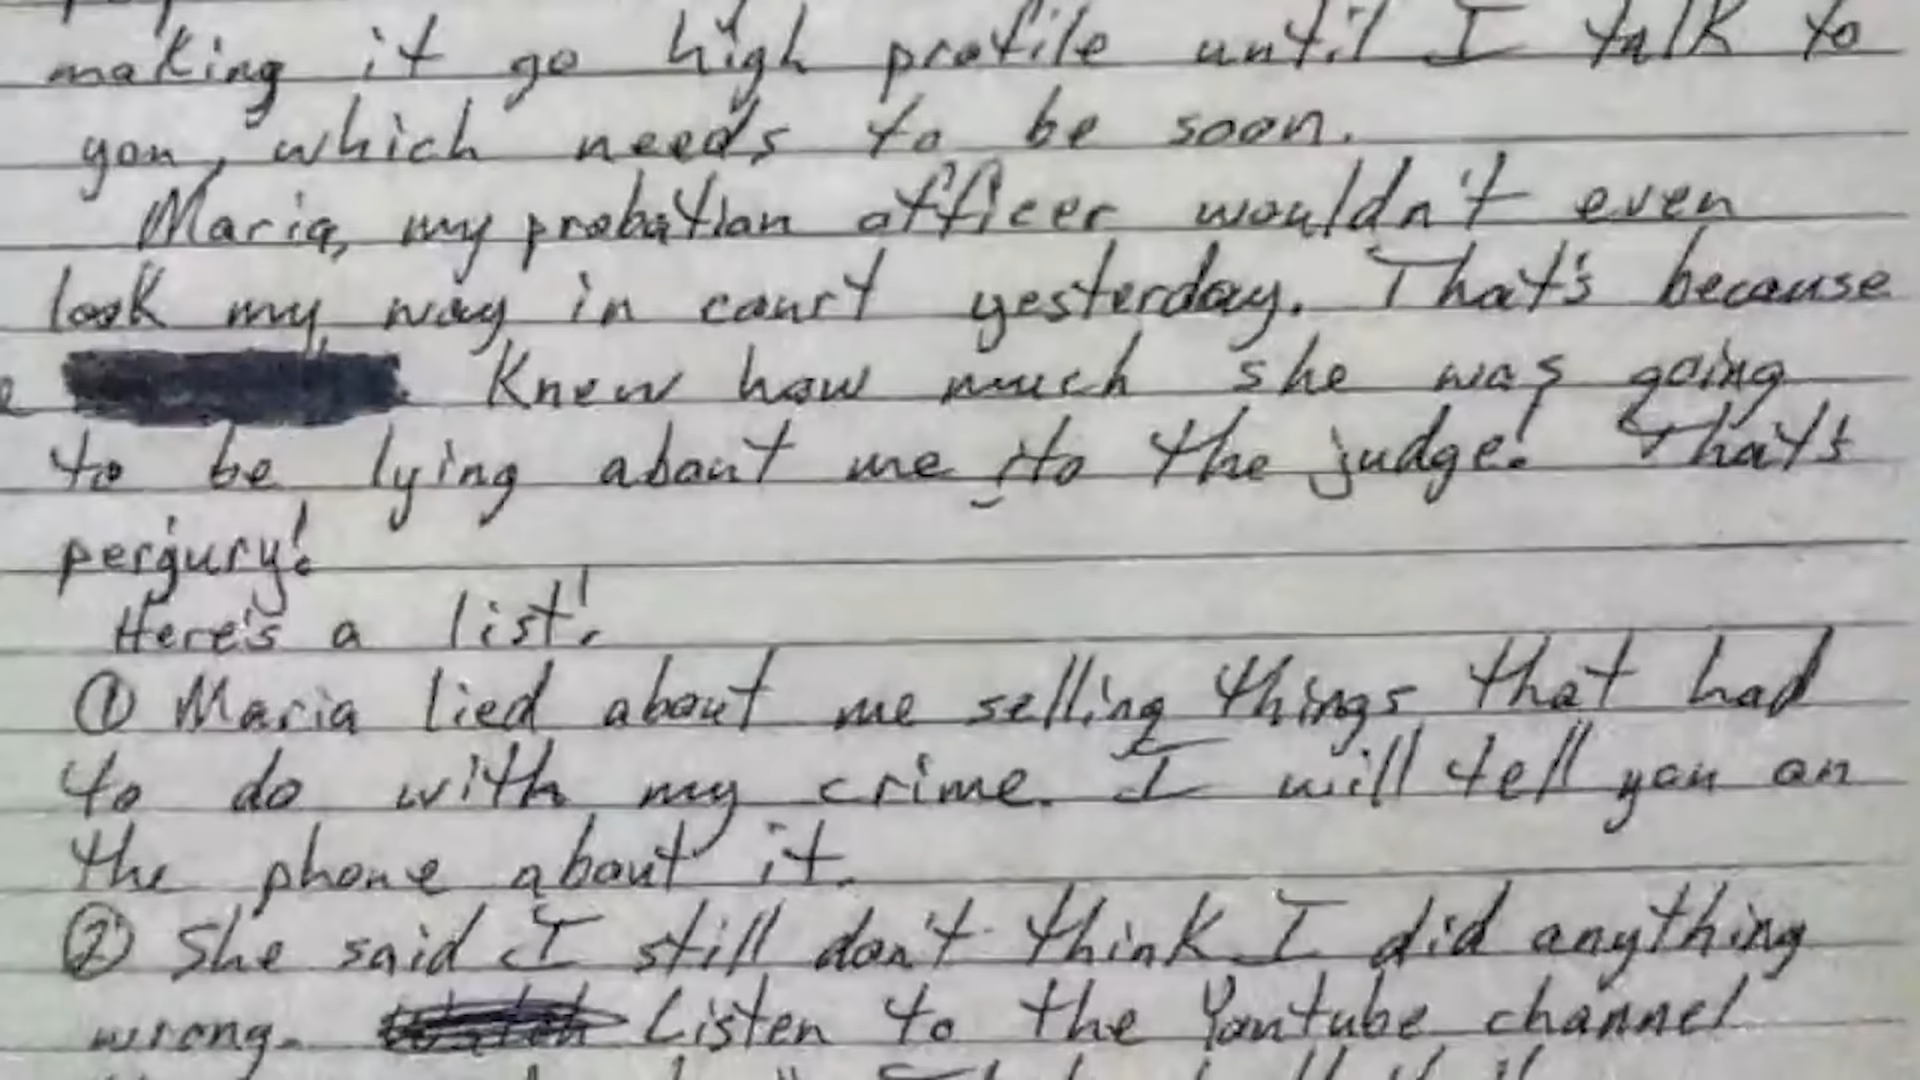 making it go high profile until I talk to
you, which needs to be soon.
Maria, my probation officer wouldn't even
look my way in court yesterday. That's because
Knew how much she was going
to be lying about me to the judge! That's
perjury!
Here's a list!
① Maria lied about me selling things that had
to do with my crime. I will tell you on
the phone about it.
② She said I still don't think I did anything
wrong. Listen to the Youtube channel